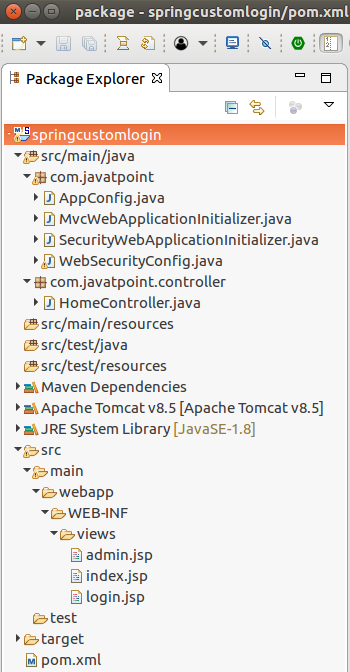 package - springcustomlogin/pom.xml
Package Explorer
springcustomlogin
src/main/java
com.javatpoint
AppConfig.java
MvcWebApplicationInitializer.java
SecurityWebApplicationInitializer.java
WebSecurityConfig.java
com.javatpoint.controller
HomeController.java
src/main/resources
src/test/java
src/test/resources
Maven Dependencies
Apache Tomcat v8.5 [Apache Tomcat v8.5]
JRE System Library [JavaSE-1.8]
src
main
webapp
WEB-INF
views
admin.jsp
index.jsp
login.jsp
test
target
pom.xml